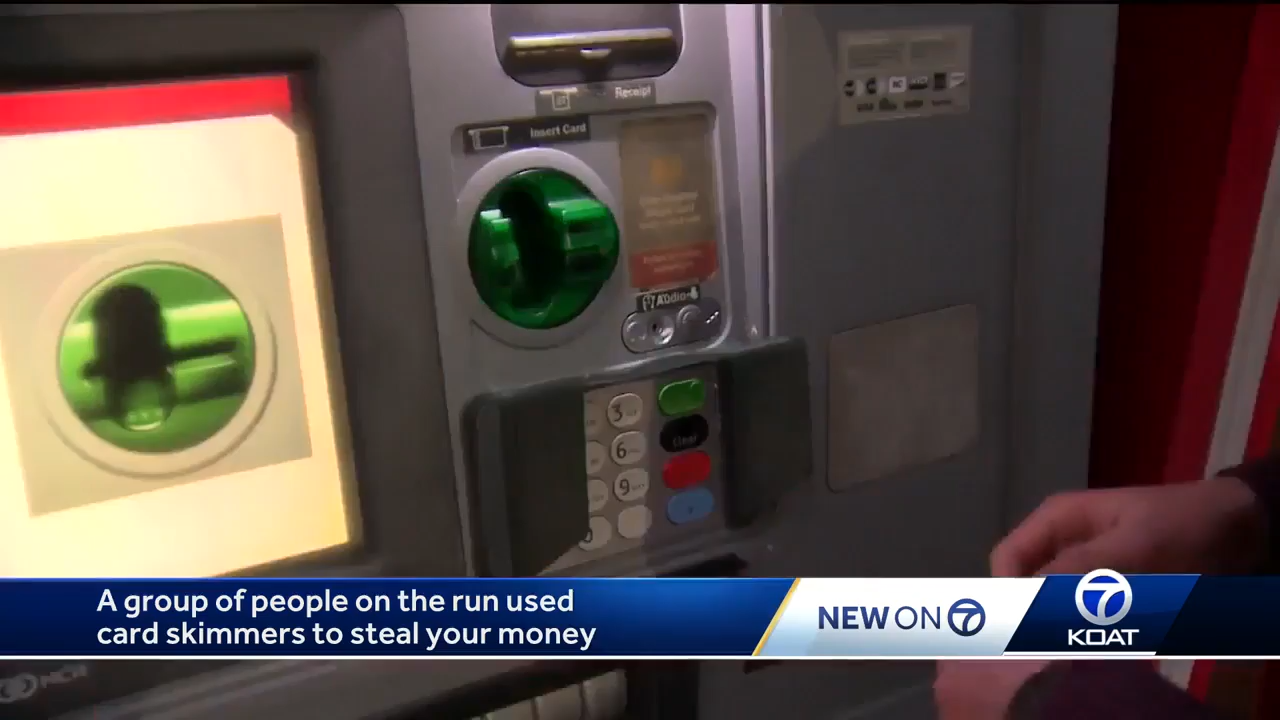 Receipt
Insert Card
Audio
3
6
9
Clear
NCR
A group of people on the run used
card skimmers to steal your money
NEW ON 7
7
KOAT